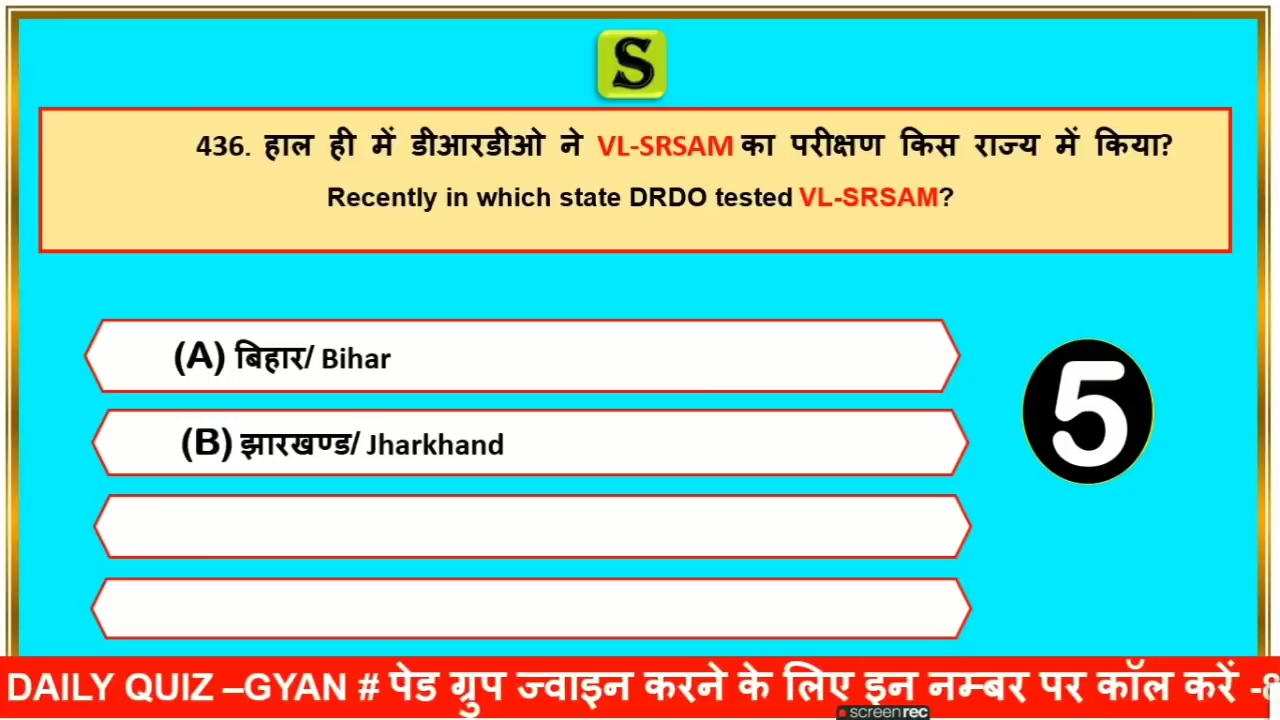 S
436. हाल ही में डीआरडीओ ने VL-SRSAM का परीक्षण किस राज्य में किया?
Recently in which state DRDO tested VL-SRSAM?
(A) बिहार/ Bihar
(B) झारखण्ड/ Jharkhand
5
DAILY QUIZ –GYAN # पेड ग्रुप ज्वाइन करने के लिए इन नम्बर पर कॉल करें -8
screenrec